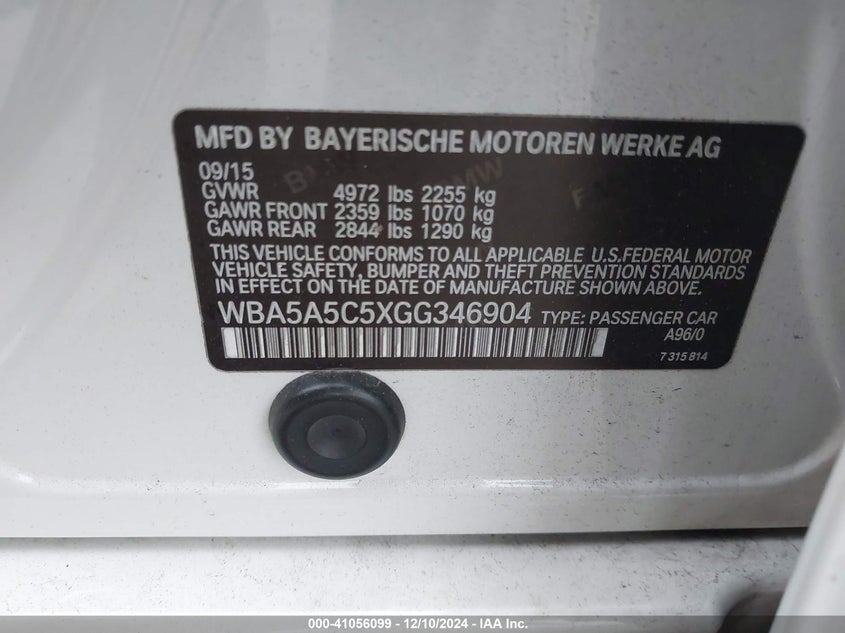 MFD BY BAYERISCHE MOTOREN WERKE AG
09/15
GVWR 4972 lbs 2255 kg
GAWR FRONT 2359 lbs 1070 kg
GAWR REAR 2844 lbs 1290 kg
THIS VEHICLE CONFORMS TO ALL APPLICABLE U.S.FEDERAL MOTOR
VEHICLE SAFETY, BUMPER AND THEFT PREVENTION STANDARDS
IN EFFECT ON THE DATE OF MANUFACTURE SHOWN ABOVE.
WBA5A5C5XGG346904 TYPE: PASSENGER CAR
A96/0
7 315 814
000-41056099 - 12/10/2024 - IAA Inc.